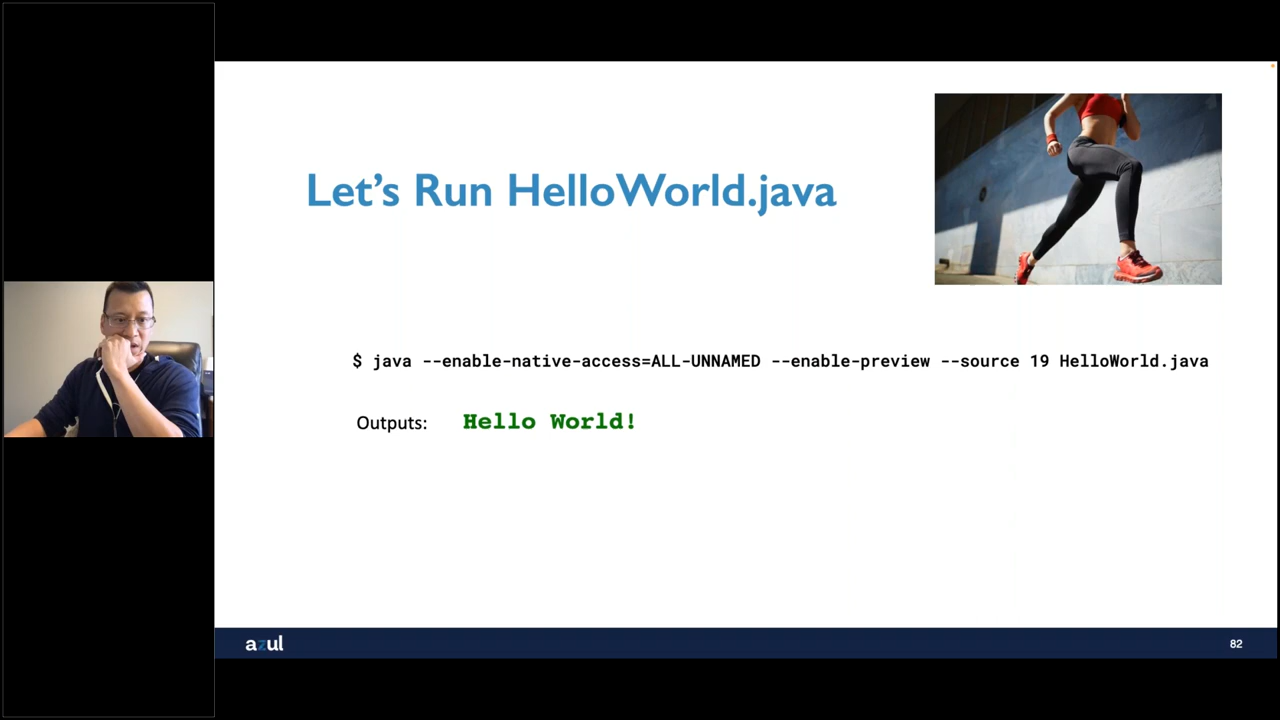 Let's Run HelloWorld.java
$ java --enable-native-access=ALL-UNNAMED --enable-preview --source 19 HelloWorld.java
Outputs: Hello World!
azul
82